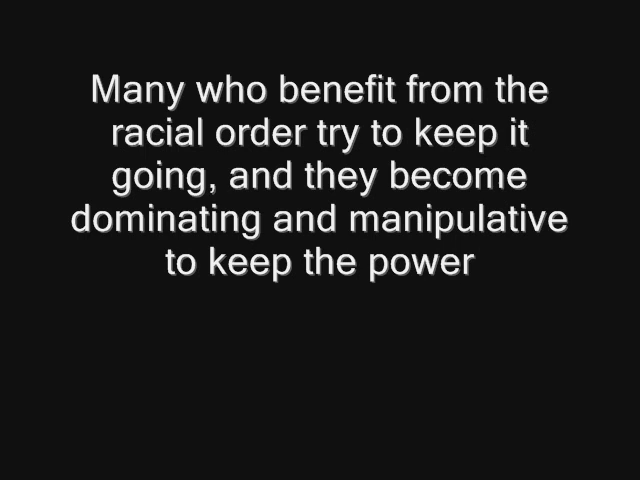 Many who benefit from the
racial order try to keep it
going, and they become
dominating and manipulative
to keep the power